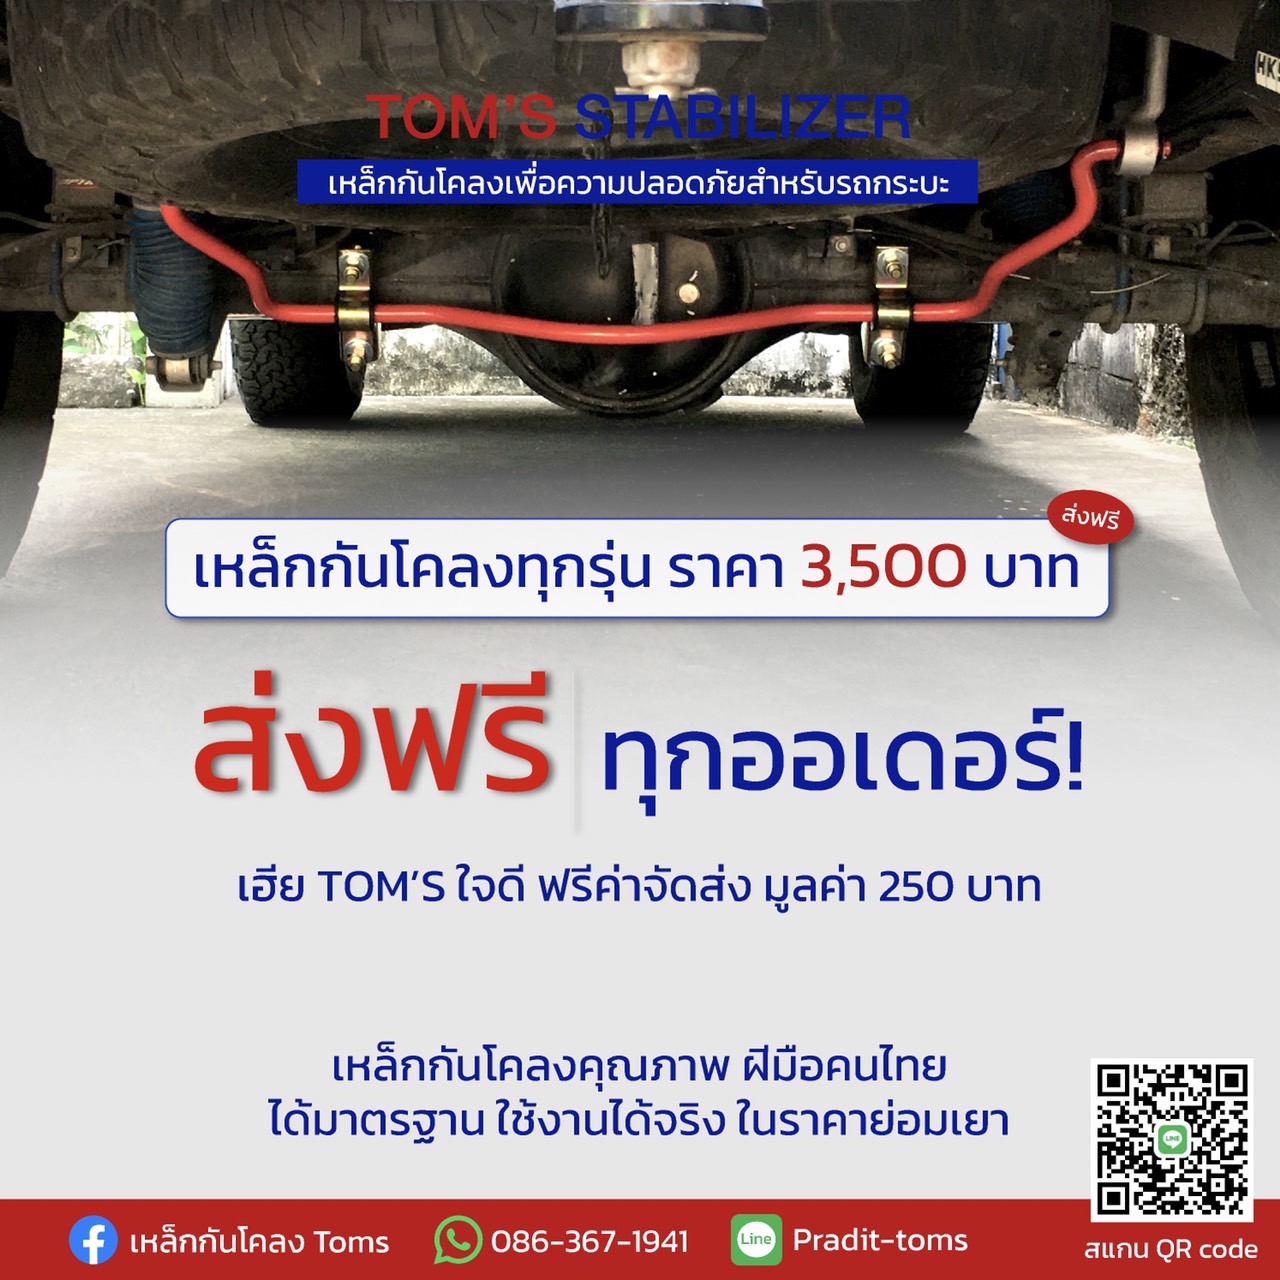 TOM'S STABILIZER
เหล็กกันโคลงเพื่อความปลอดภัยสำหรับรถกระบะ
ส่งฟรี
เหล็กกันโคลงทุกรุ่น ราคา 3,500 บาท
ส่งฟรี ทุกออเดอร์!
เฮีย TOM'S ใจดี ฟรีค่าจัดส่ง มูลค่า 250 บาท
เหล็กกันโคลงคุณภาพ ฝีมือคนไทย
ได้มาตรฐาน ใช้งานได้จริง ในราคาย่อมเยา
LINE
เหล็กกันโคลง Toms 086-367-1941 Line Pradit-toms
สแกน QR code